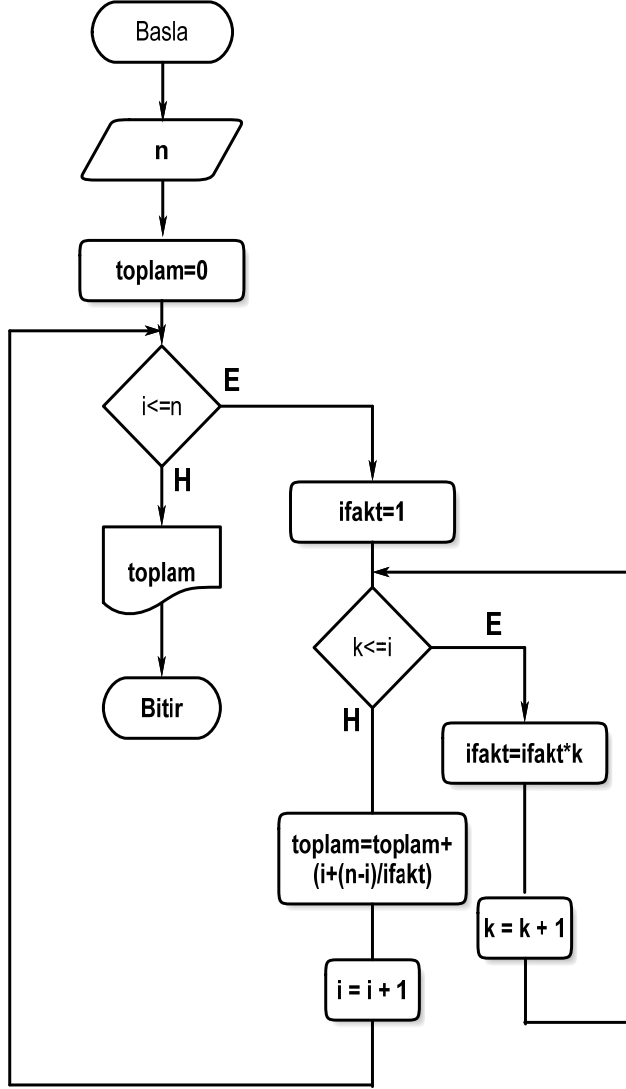 Basla
n
toplam=0
i<=n
E
H
toplam
Bitir
ifakt=1
k<=i
E
H
ifakt=ifakt*k
k = k + 1
toplam=toplam+
(i+(n-i)/ifakt)
i = i + 1